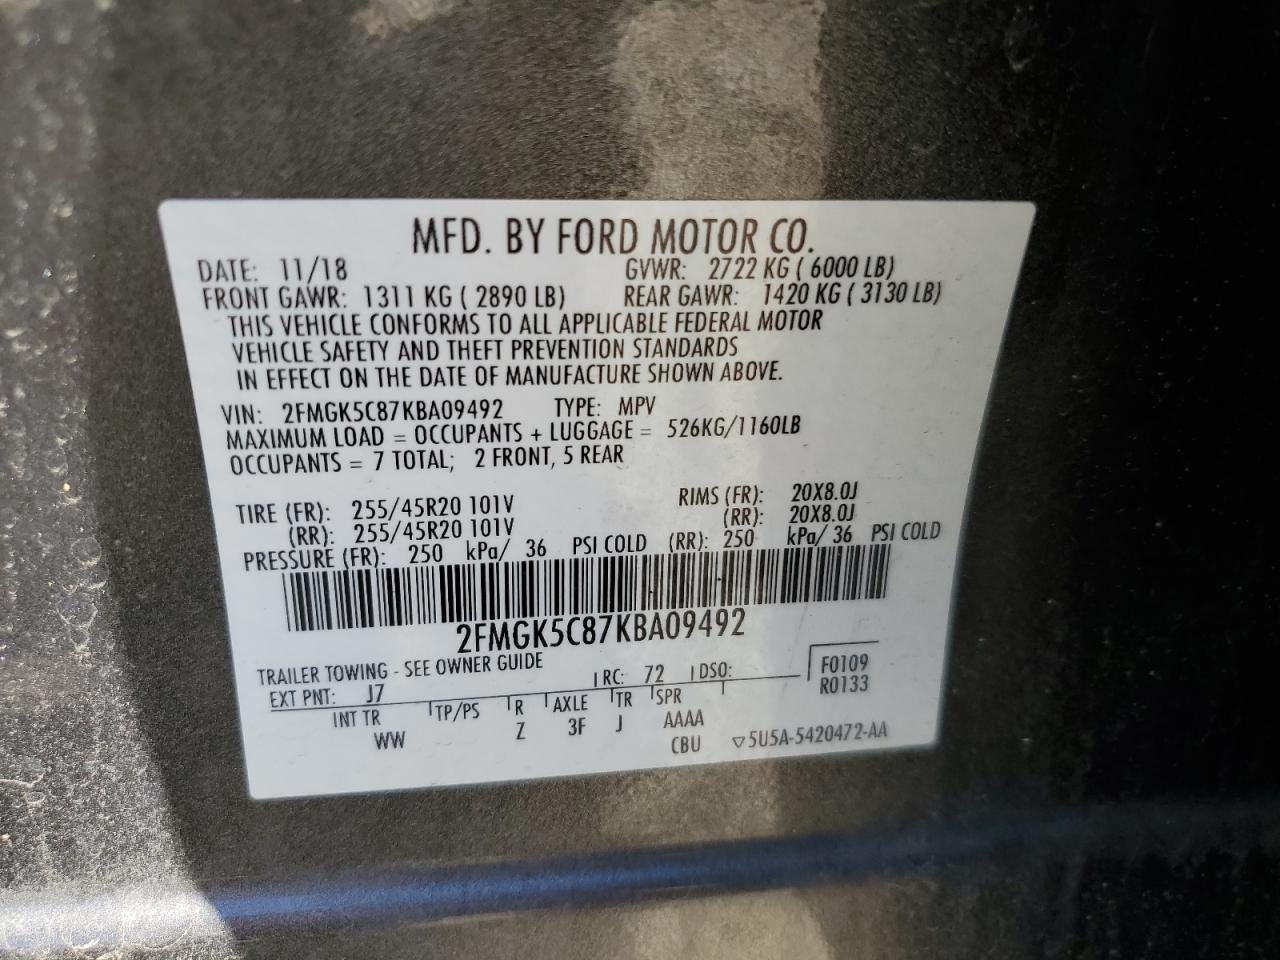 MFD. BY FORD MOTOR CO.
DATE: 11/18 GVWR: 2722 KG ( 6000 LB)
FRONT GAWR: 1311 KG ( 2890 LB) REAR GAWR: 1420 KG ( 3130 LB)
THIS VEHICLE CONFORMS TO ALL APPLICABLE FEDERAL MOTOR
VEHICLE SAFETY AND THEFT PREVENTION STANDARDS
IN EFFECT ON THE DATE OF MANUFACTURE SHOWN ABOVE.
VIN: 2FMGK5C87KBA09492 TYPE: MPV
MAXIMUM LOAD = OCCUPANTS + LUGGAGE = 526KG/1160LB
OCCUPANTS = 7 TOTAL; 2 FRONT, 5 REAR
TIRE (FR): 255/45R20 101V RIMS (FR): 20X8.0J
(RR): 255/45R20 101V (RR): 20X8.0J
PRESSURE (FR): 250 kPa/ 36 PSI COLD (RR): 250 kPa/ 36 PSI COLD
2FMGK5C87KBA09492
TRAILER TOWING - SEE OWNER GUIDE
EXT PNT: J7 RC: 72 DSO: F0109
R0133
INT TR TP/PS R AXLE TR SPR
WW Z 3F J AAAA
CBU ▽5U5A-5420472-AA